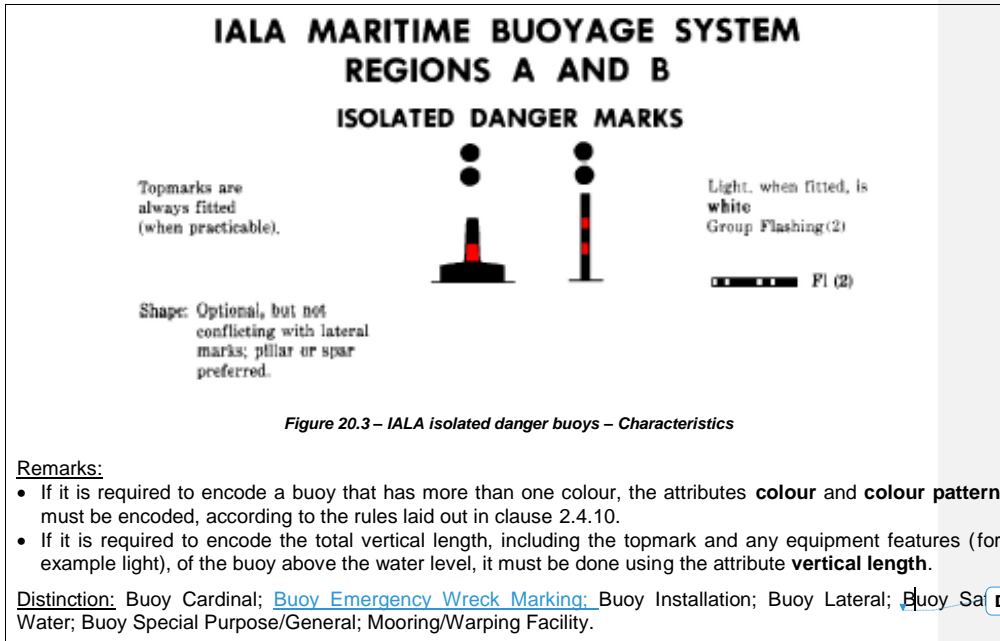 IALA MARITIME BUOYAGE SYSTEM
REGIONS A AND B
ISOLATED DANGER MARKS
Topmarks are
always fitted
(when practicable).
Light, when fitted, is
white
Group Flashing(2)
Fl (2)
Shape: Optional, but not
conflicting with lateral
marks; pillar or spar
preferred.
Figure 20.3 – IALA isolated danger buoys – Characteristics
Remarks:
• If it is required to encode a buoy that has more than one colour, the attributes colour and colour pattern
must be encoded, according to the rules laid out in clause 2.4.10.
• If it is required to encode the total vertical length, including the topmark and any equipment features (for
example light), of the buoy above the water level, it must be done using the attribute vertical length.
Distinction: Buoy Cardinal; Buoy Emergency Wreck Marking; Buoy Installation; Buoy Lateral; Buoy
Water; Buoy Special Purpose/General; Mooring/Warping Facility.